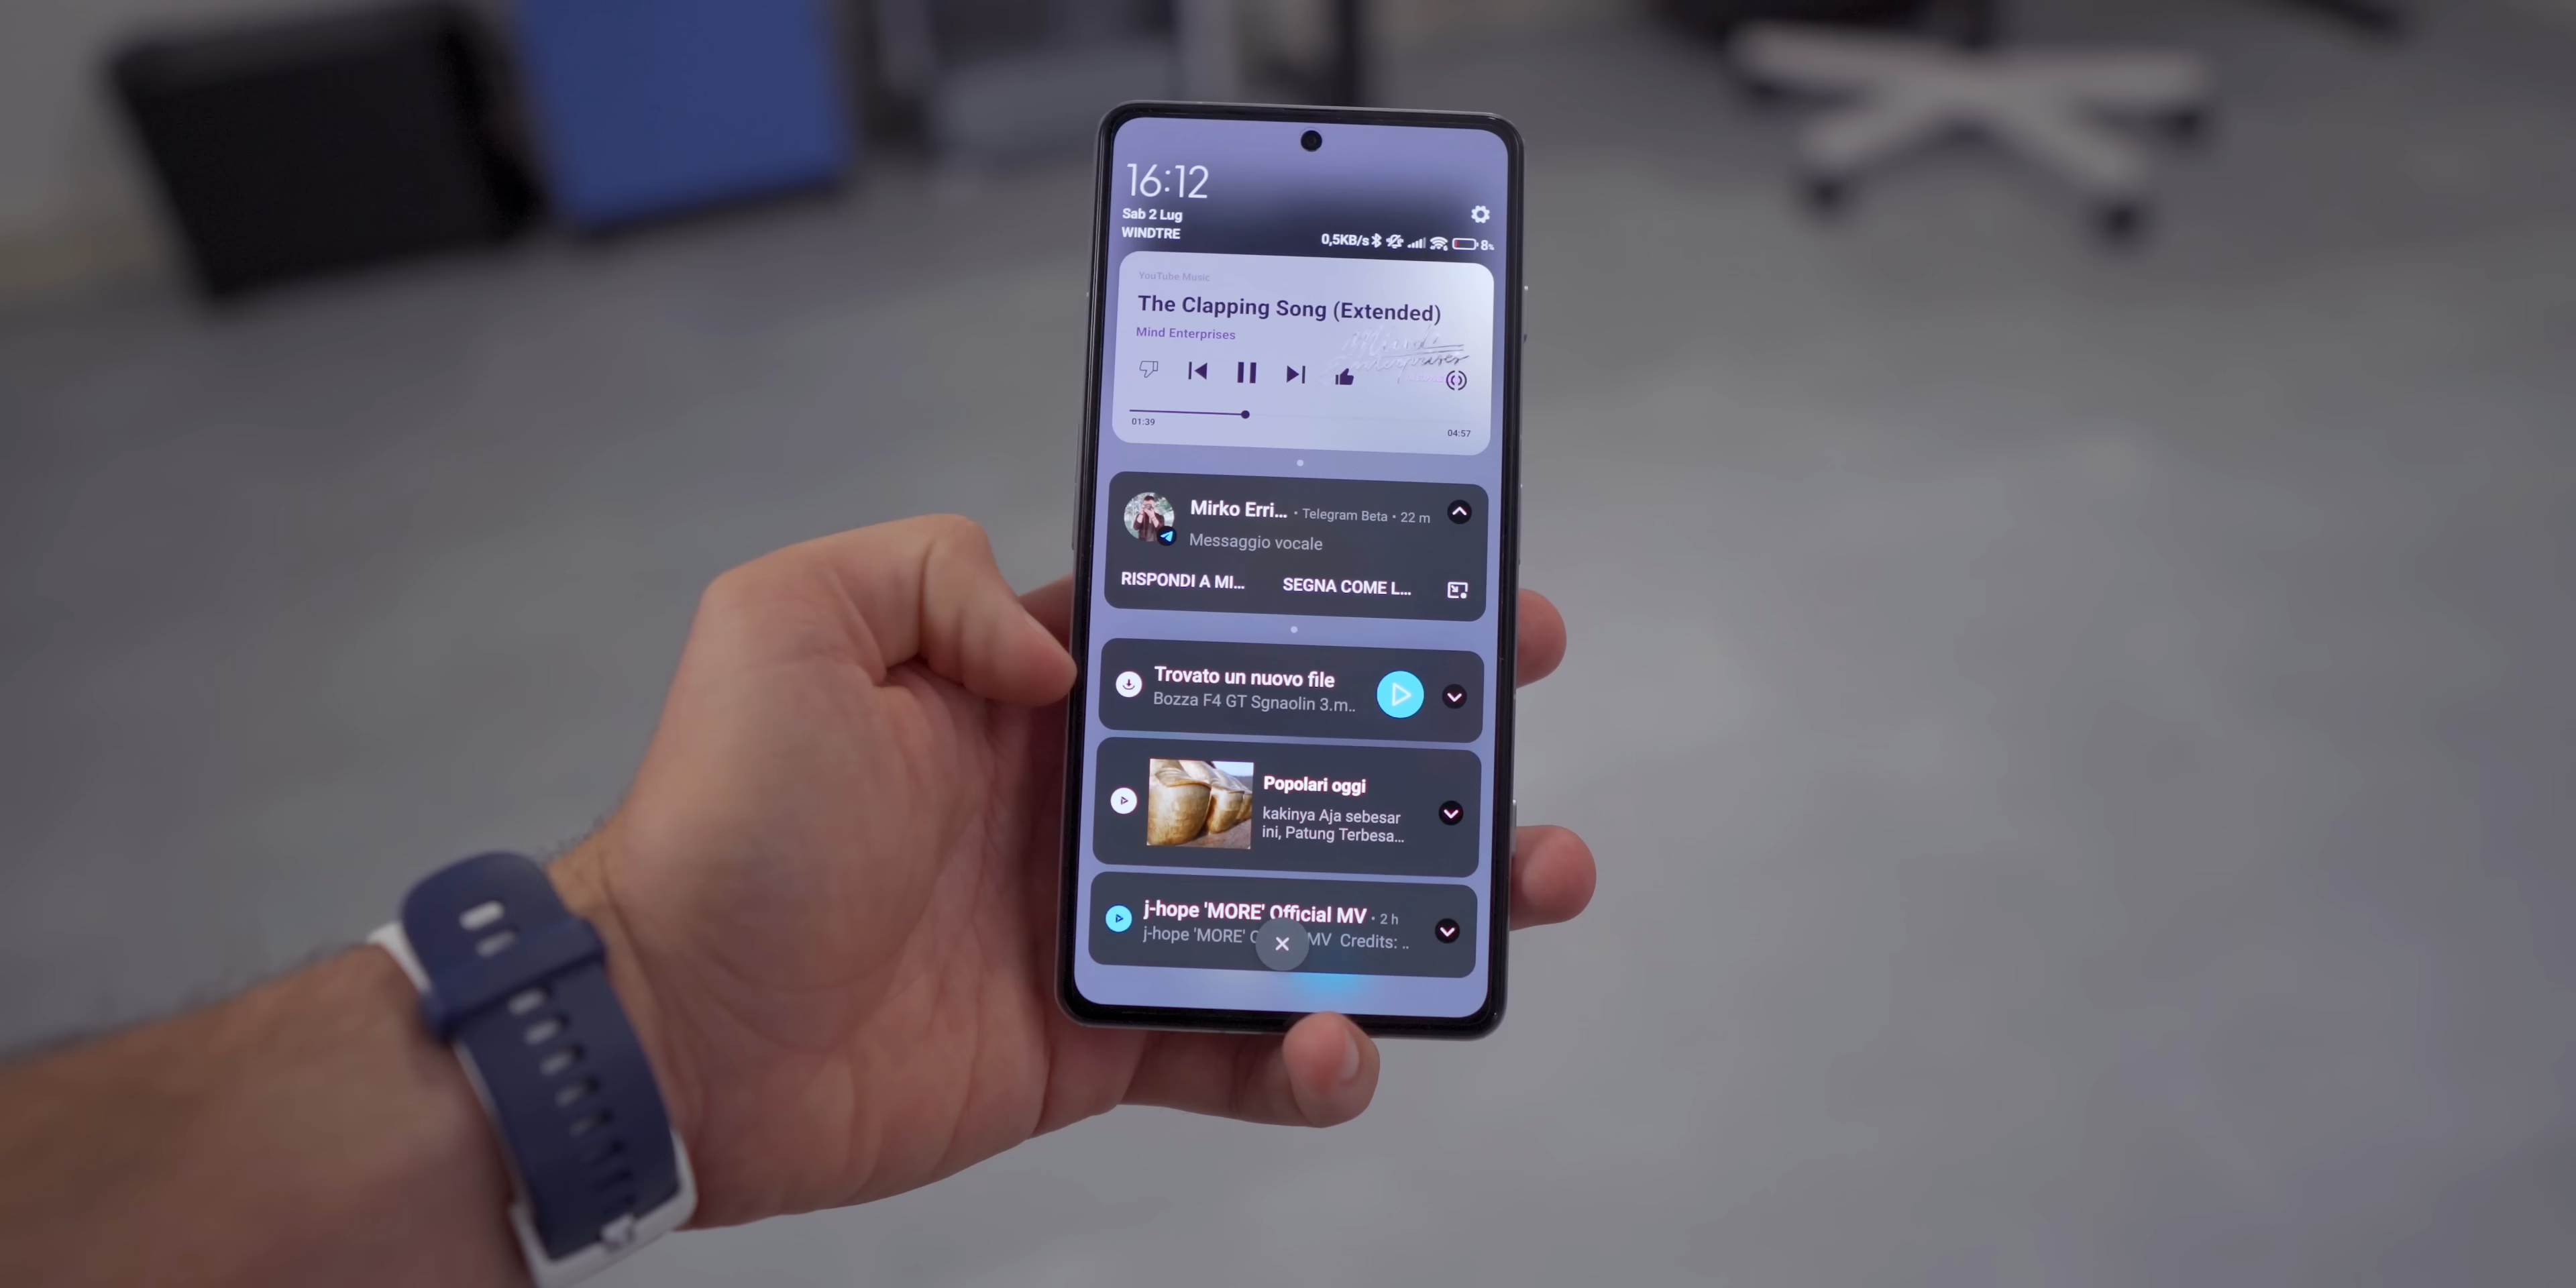 16:12
Sab 2 Lug
WINDTRE
0,5KB/s 8%
YouTube Music
The Clapping Song (Extended)
Mind Enterprises
01:39
04:57
Mirko Erri... • Telegram Beta • 22 m
Messaggio vocale
RISPONDI A MI... SEGNA COME L...
Trovato un nuovo file
Bozza F4 GT Sgnaolin 3.m..
Popolari oggi
kakinya Aja sebesar
ini, Patung Terbesa...
j-hope 'MORE' Official MV • 2 h
j-hope 'MORE' MV Credits: ..